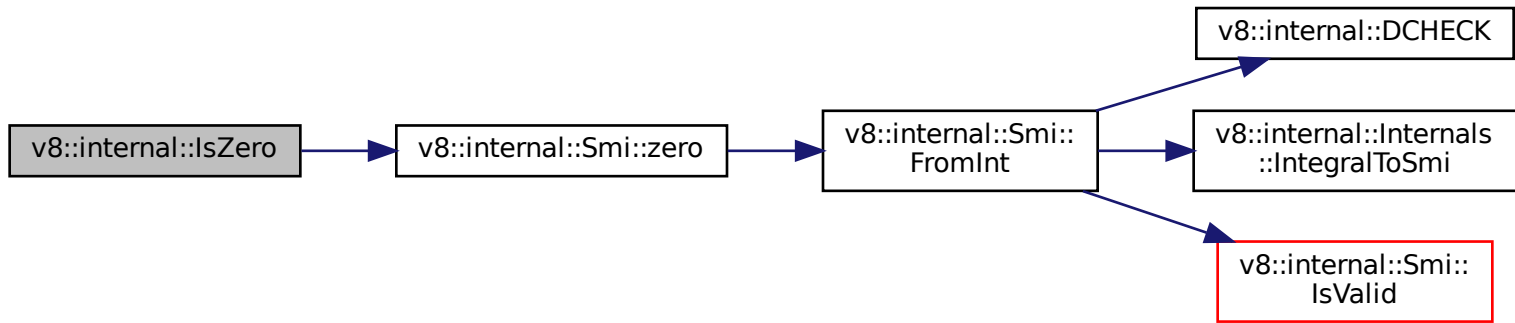 v8::internal::IsZero
v8::internal::Smi::zero
v8::internal::Smi::
FromInt
v8::internal::DCHECK
v8::internal::Internals
::IntegralToSmi
v8::internal::Smi::
IsValid